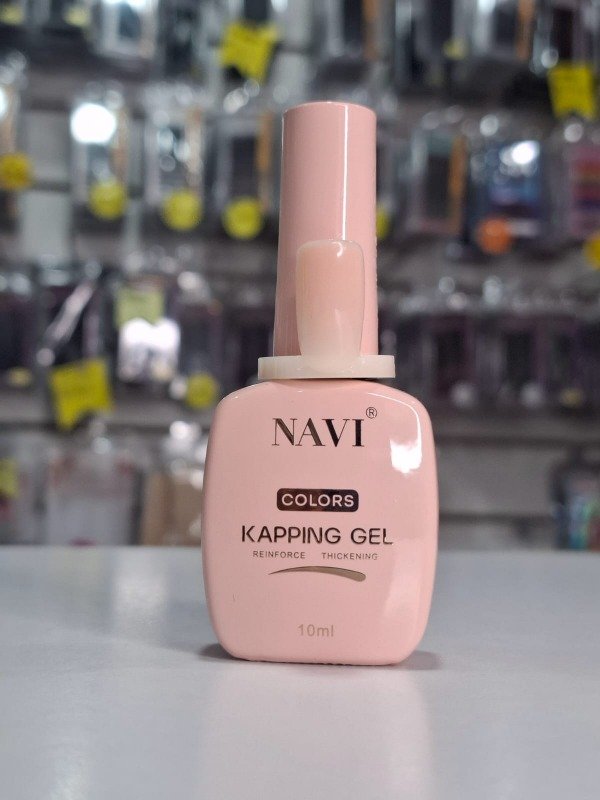 NAVI®
COLORS
KAPPING GEL
REINFORCE THICKENING
10ml